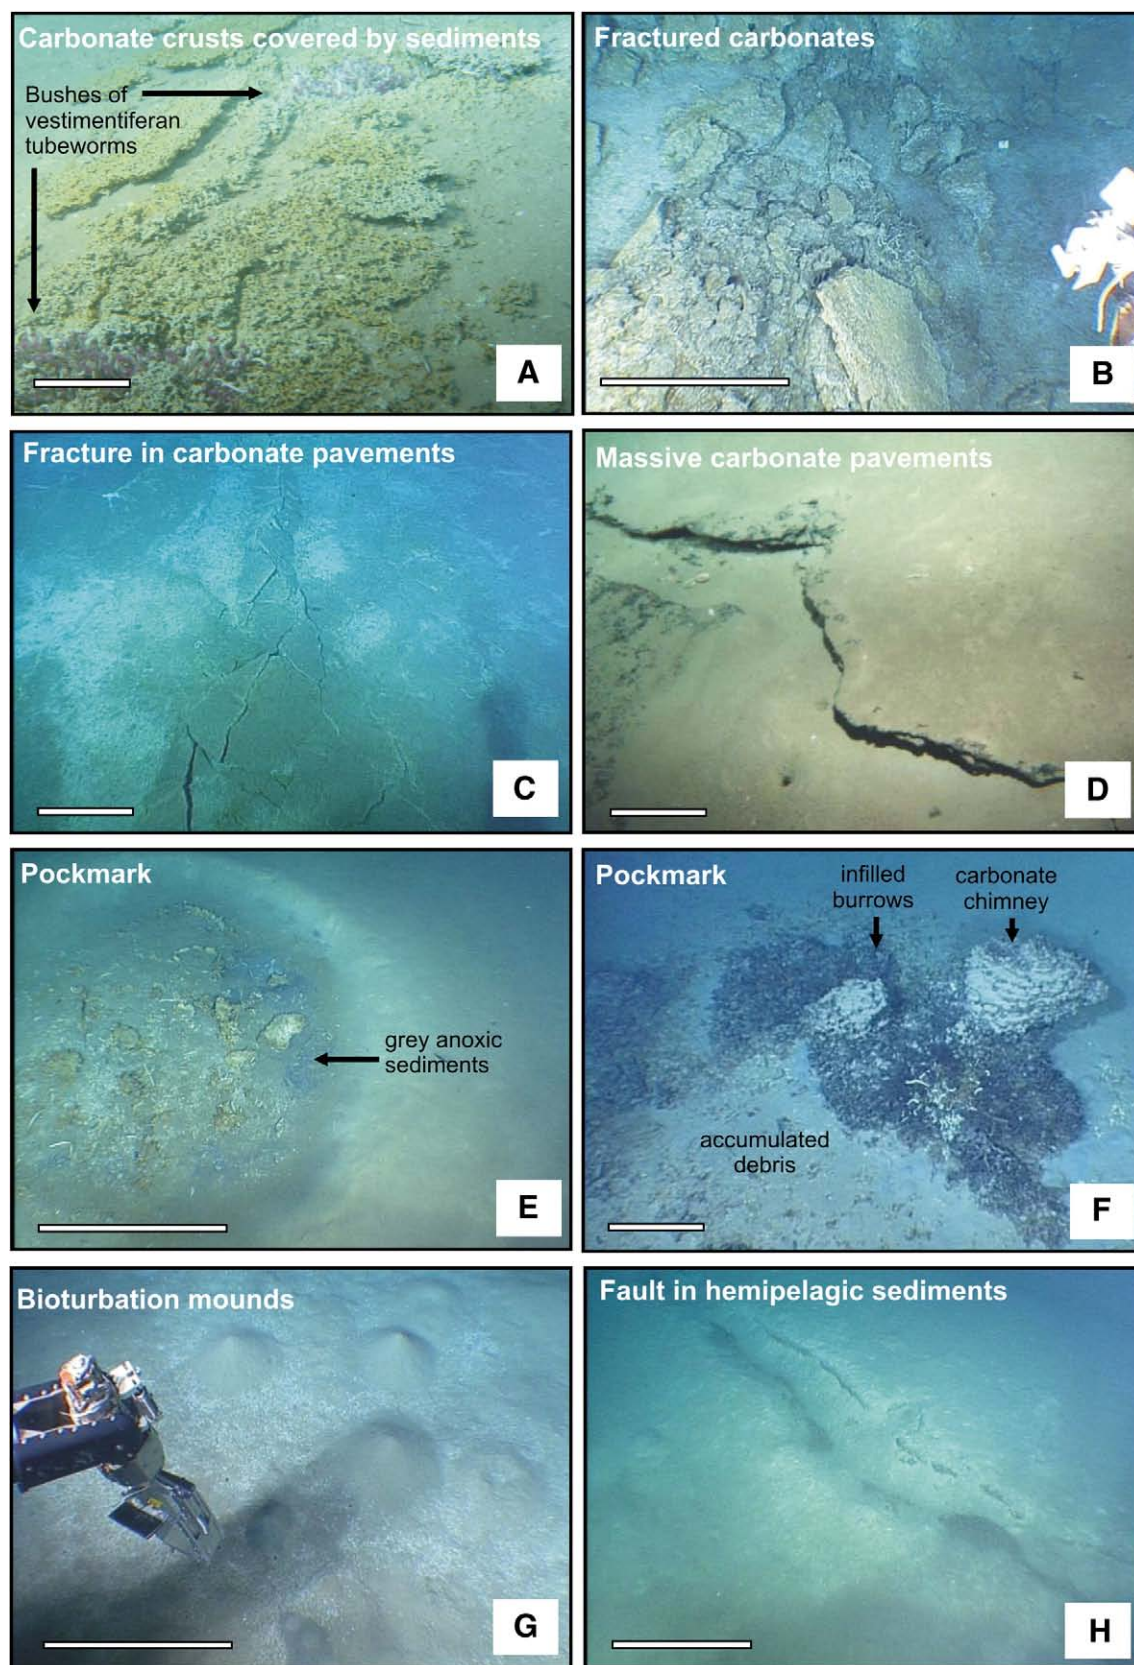 Carbonate crusts covered by sediments
Bushes of
vestimentiferan
tubeworms
A
Fractured carbonates
B
Fracture in carbonate pavements
C
Massive carbonate pavements
D
Pockmark
grey anoxic
sediments
E
Pockmark
infilled
burrows
carbonate
chimney
accumulated
debris
F
Bioturbation mounds
G
Fault in hemipelagic sediments
H